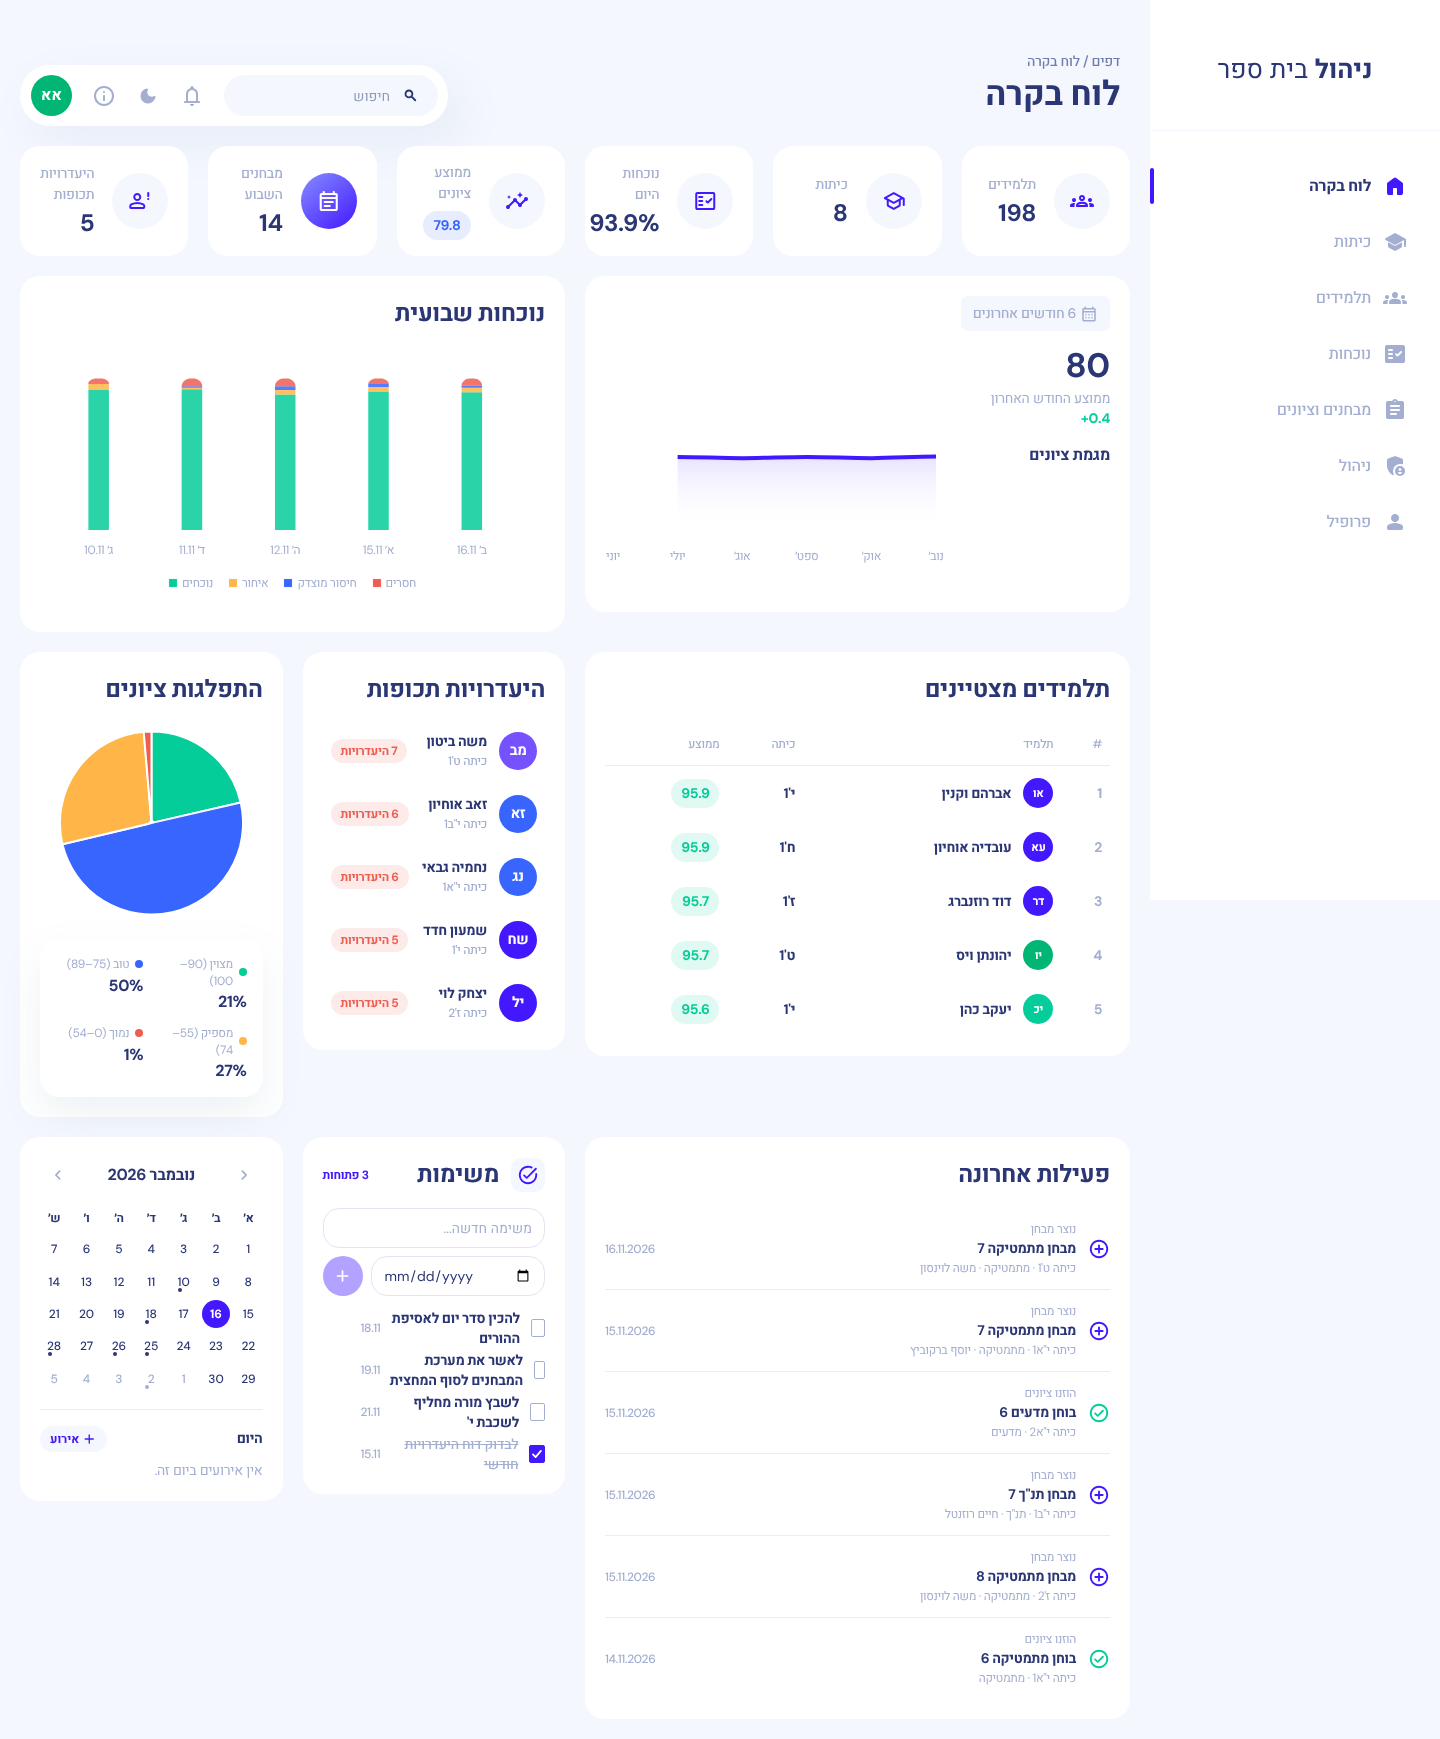 ניהול בית ספר
לוח בקרה
כיתות
תלמידים
נוכחות
מבחנים וציונים
ניהול
פרופיל
דפים / לוח בקרה
לוח בקרה
חיפוש
אא
תלמידים
198
כיתות
8
נוכחות
היום
93.9%
ממוצע
ציונים
79.8
מבחנים
השבוע
14
היעדרויות
תכופות
5
6 חודשים אחרונים
80
ממוצע החודש האחרון
+0.4
מגמת ציונים
יוני יולי אוג׳ ספט׳ אוק׳ נוב׳
נוכחות שבועית
ב׳ 16.11 א׳ 15.11 ה׳ 12.11 ד׳ 11.11 ג׳ 10.11
חסרים חיסור מוצדק איחור נוכחים
תלמידים מצטיינים
# תלמיד כיתה ממוצע
1 או אברהם וקנין י'1 95.9
2 עא עובדיה אוחיון ח'1 95.9
3 דר דוד רוזנברג ז'1 95.7
4 יו יהונתן ויס ט'1 95.7
5 יכ יעקב כהן י'1 95.6
היעדרויות תכופות
מב משה ביטון 7 היעדרויות
כיתה ט'1
זא זאב אוחיון 6 היעדרויות
כיתה י"ב1
נג נחמיה גבאי 6 היעדרויות
כיתה י"א1
שח שמעון חדד 5 היעדרויות
כיתה י'1
יל יצחק לוי 5 היעדרויות
כיתה ז'2
התפלגות ציונים
מצוין (90–
100)
21%
טוב (75–89)
50%
מספיק (55–
74)
27%
נמוך (0–54)
1%
פעילות אחרונה
נוצר מבחן
מבחן מתמטיקה 7 16.11.2026
כיתה ט'1 · מתמטיקה · משה לוינסון
נוצר מבחן
מבחן מתמטיקה 7 15.11.2026
כיתה י"א1 · מתמטיקה · יוסף ברקוביץ
הוזנו ציונים
בוחן מדעים 6 15.11.2026
כיתה י"א2 · מדעים
נוצר מבחן
מבחן תנ"ך 7 15.11.2026
כיתה י"ב1 · תנ"ך · חיים רוזנטל
נוצר מבחן
מבחן מתמטיקה 8 15.11.2026
כיתה ז'2 · מתמטיקה · משה לוינסון
הוזנו ציונים
בוחן מתמטיקה 6 14.11.2026
כיתה י"א1 · מתמטיקה
משימות 3 פתוחות
משימה חדשה...
mm/dd/yyyy
להכין סדר יום לאסיפת
ההורים
18.11
לאשר את מערכת
המבחנים לסוף המחצית
19.11
לשבץ מורה מחליף
לשכבת י'
21.11
לבדוק דוח היעדרויות
חודשי
15.11
נובמבר 2026
א׳ ב׳ ג׳ ד׳ ה׳ ו׳ ש׳
1 2 3 4 5 6 7
8 9 10 11 12 13 14
15 16 17 18 19 20 21
22 23 24 25 26 27 28
29 30 1 2 3 4 5
היום
אירוע
אין אירועים ביום זה.